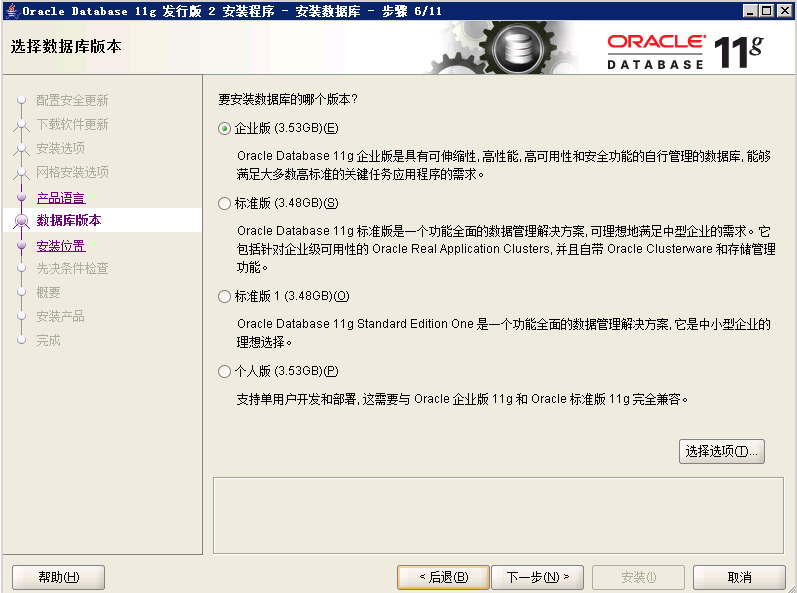 Oracle Database 11g 发行版 2 安装程序 - 安装数据库 - 步骤 6/11
选择数据库版本
ORACLE
DATABASE
11g
配置安全更新
下载软件更新
安装选项
网格安装选项
产品语言
数据库版本
安装位置
先决条件检查
概要
安装产品
完成
要安装数据库的哪个版本?
企业版 (3.53GB)(E)
Oracle Database 11g 企业版是具有可伸缩性, 高性能, 高可用性和安全功能的自行管理的数据库, 能够
满足大多数高标准的关键任务应用程序的需求。
标准版 (3.48GB)(S)
Oracle Database 11g 标准版是一个功能全面的数据管理解决方案, 可理想地满足中型企业的需求。它
包括针对企业级可用性的 Oracle Real Application Clusters, 并且自带 Oracle Clusterware 和存储管理
功能。
标准版 1 (3.48GB)(O)
Oracle Database 11g Standard Edition One 是一个功能全面的数据管理解决方案, 它是中小型企业的
理想选择。
个人版 (3.53GB)(P)
支持单用户开发和部署, 这需要与 Oracle 企业版 11g 和 Oracle 标准版 11g 完全兼容。
选择选项(T)...
帮助(H)
< 后退(B)
下一步(N) >
安装(I)
取消